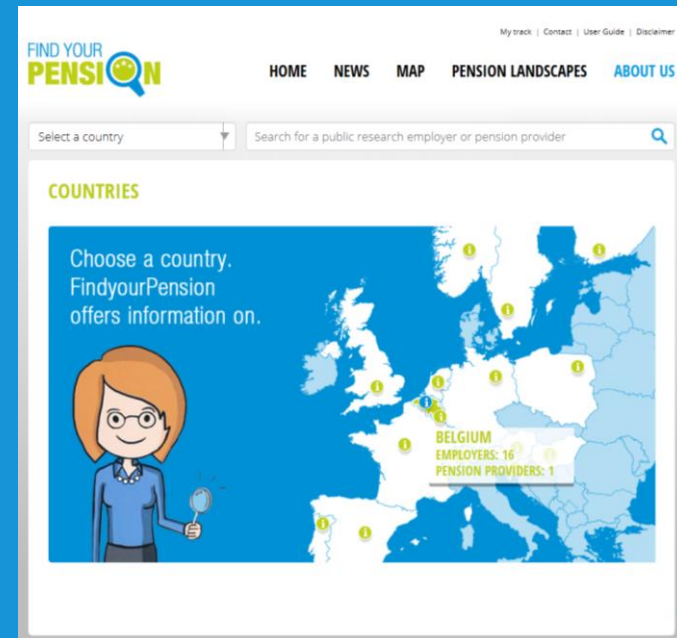 My track | Contact | User Guide | Disclaimer
FIND YOUR
PENSION
HOME NEWS MAP PENSION LANDSCAPES ABOUT US
Select a country
Search for a public research employer or pension provider
COUNTRIES
Choose a country.
FindyourPension
offers information on.
BELGIUM
EMPLOYERS: 16
PENSION PROVIDERS: 1